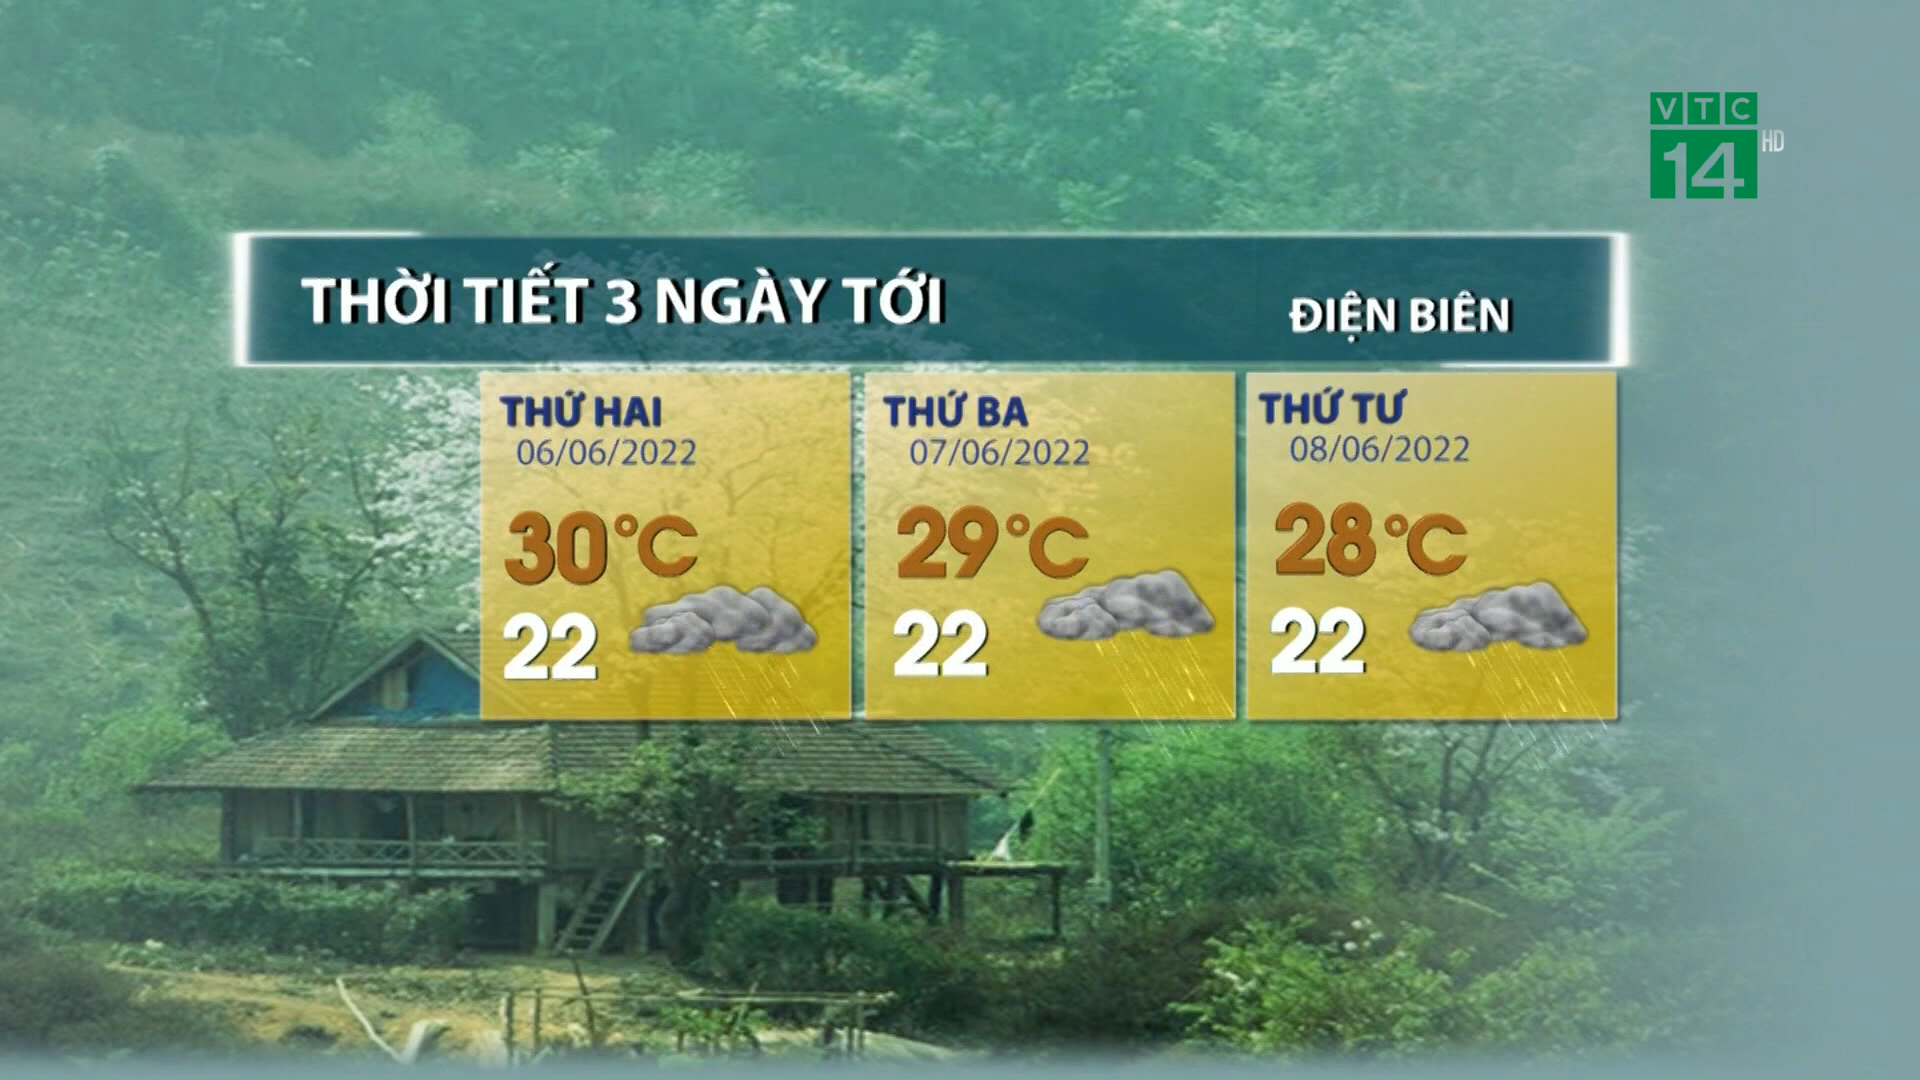 VTC
14 HD
THỜI TIẾT 3 NGÀY TỚI
ĐIỆN BIÊN
THỨ HAI
06/06/2022
30°C
22
THỨ BA
07/06/2022
29°C
22
THỨ TƯ
08/06/2022
28°C
22